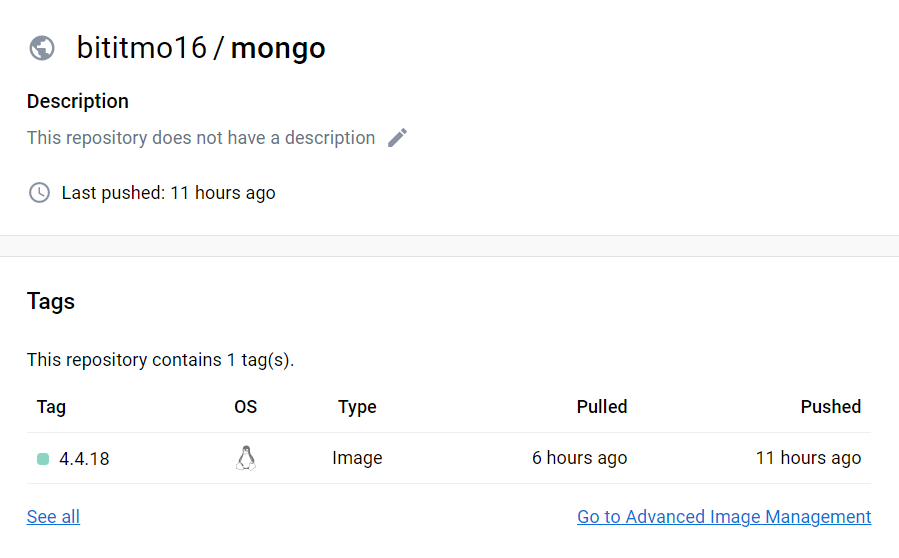 bititmo16 / mongo
Description
This repository does not have a description
Last pushed: 11 hours ago
Tags
This repository contains 1 tag(s).
Tag OS Type Pulled Pushed
4.4.18 Image 6 hours ago 11 hours ago
See all Go to Advanced Image Management